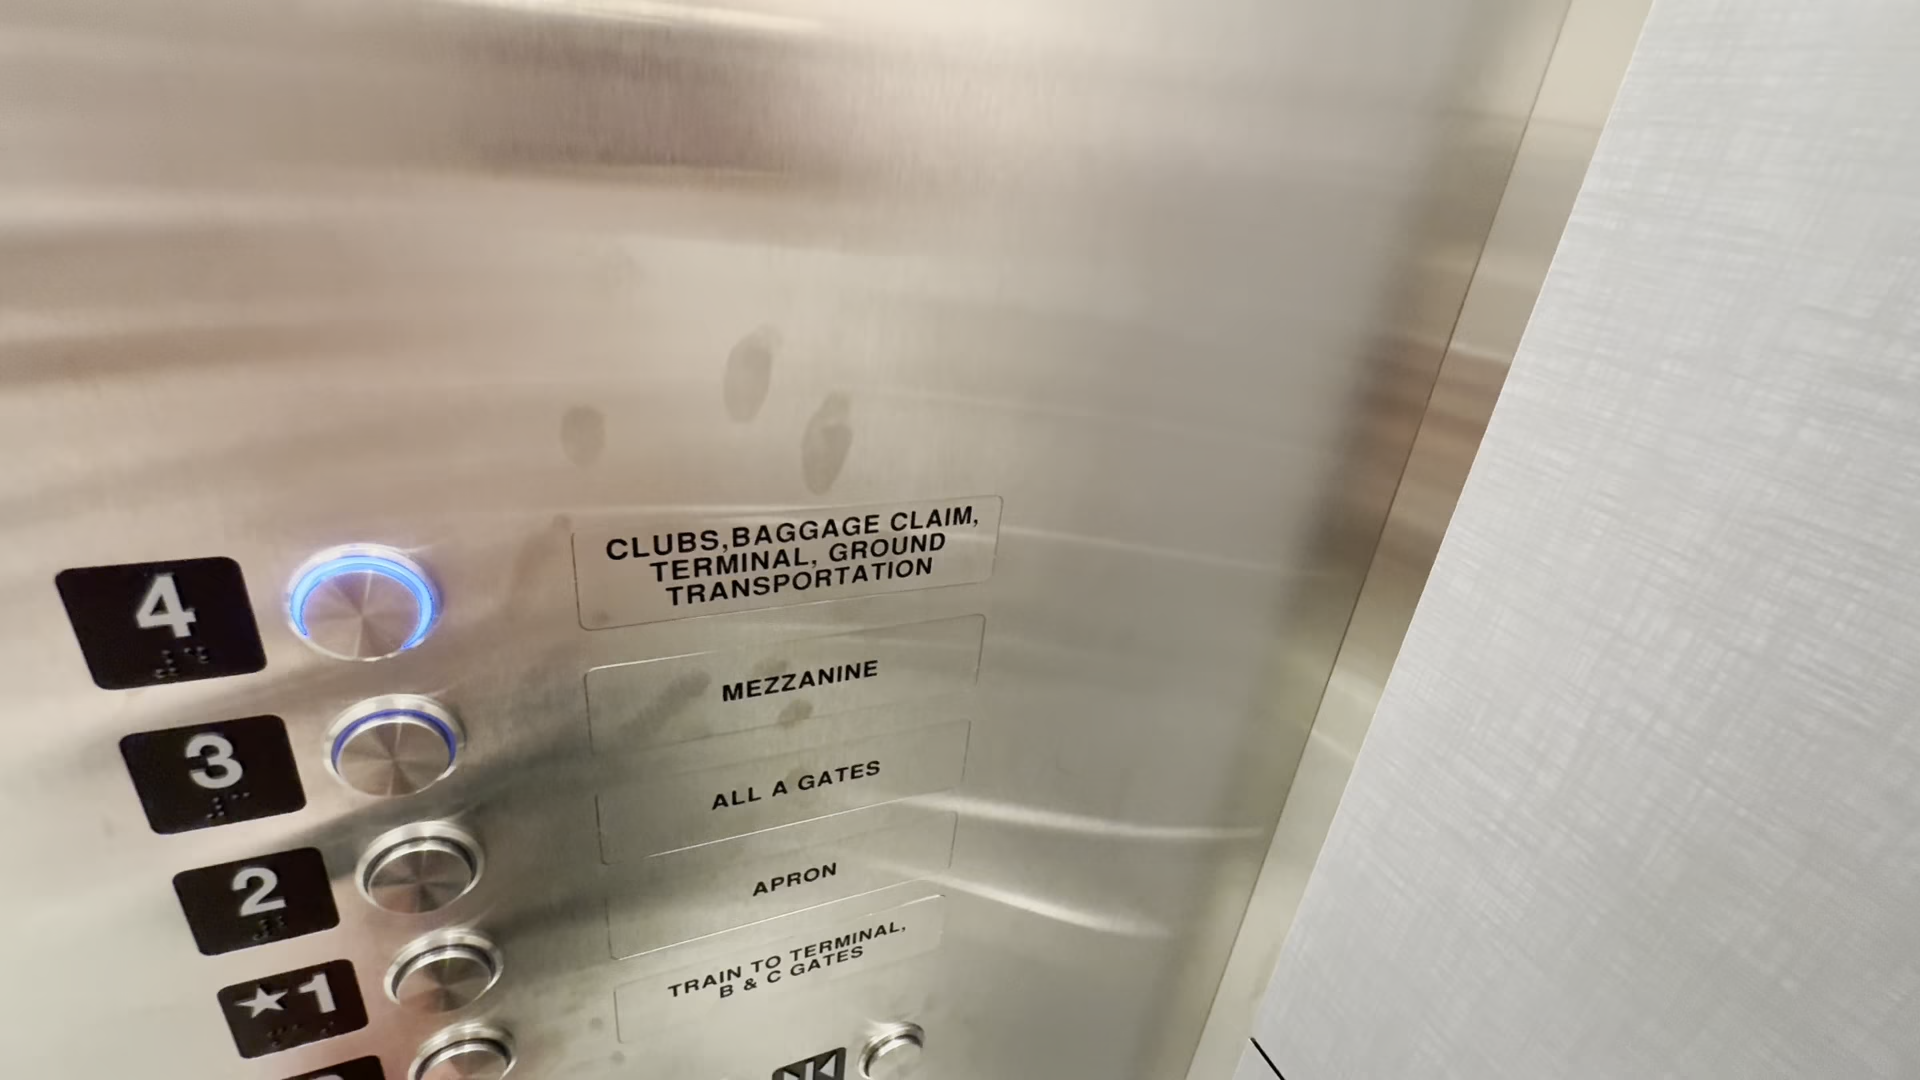 4
CLUBS,BAGGAGE CLAIM,
TERMINAL, GROUND
TRANSPORTATION
3
MEZZANINE
2
ALL A GATES
★1
APRON
TRAIN TO TERMINAL,
B & C GATES